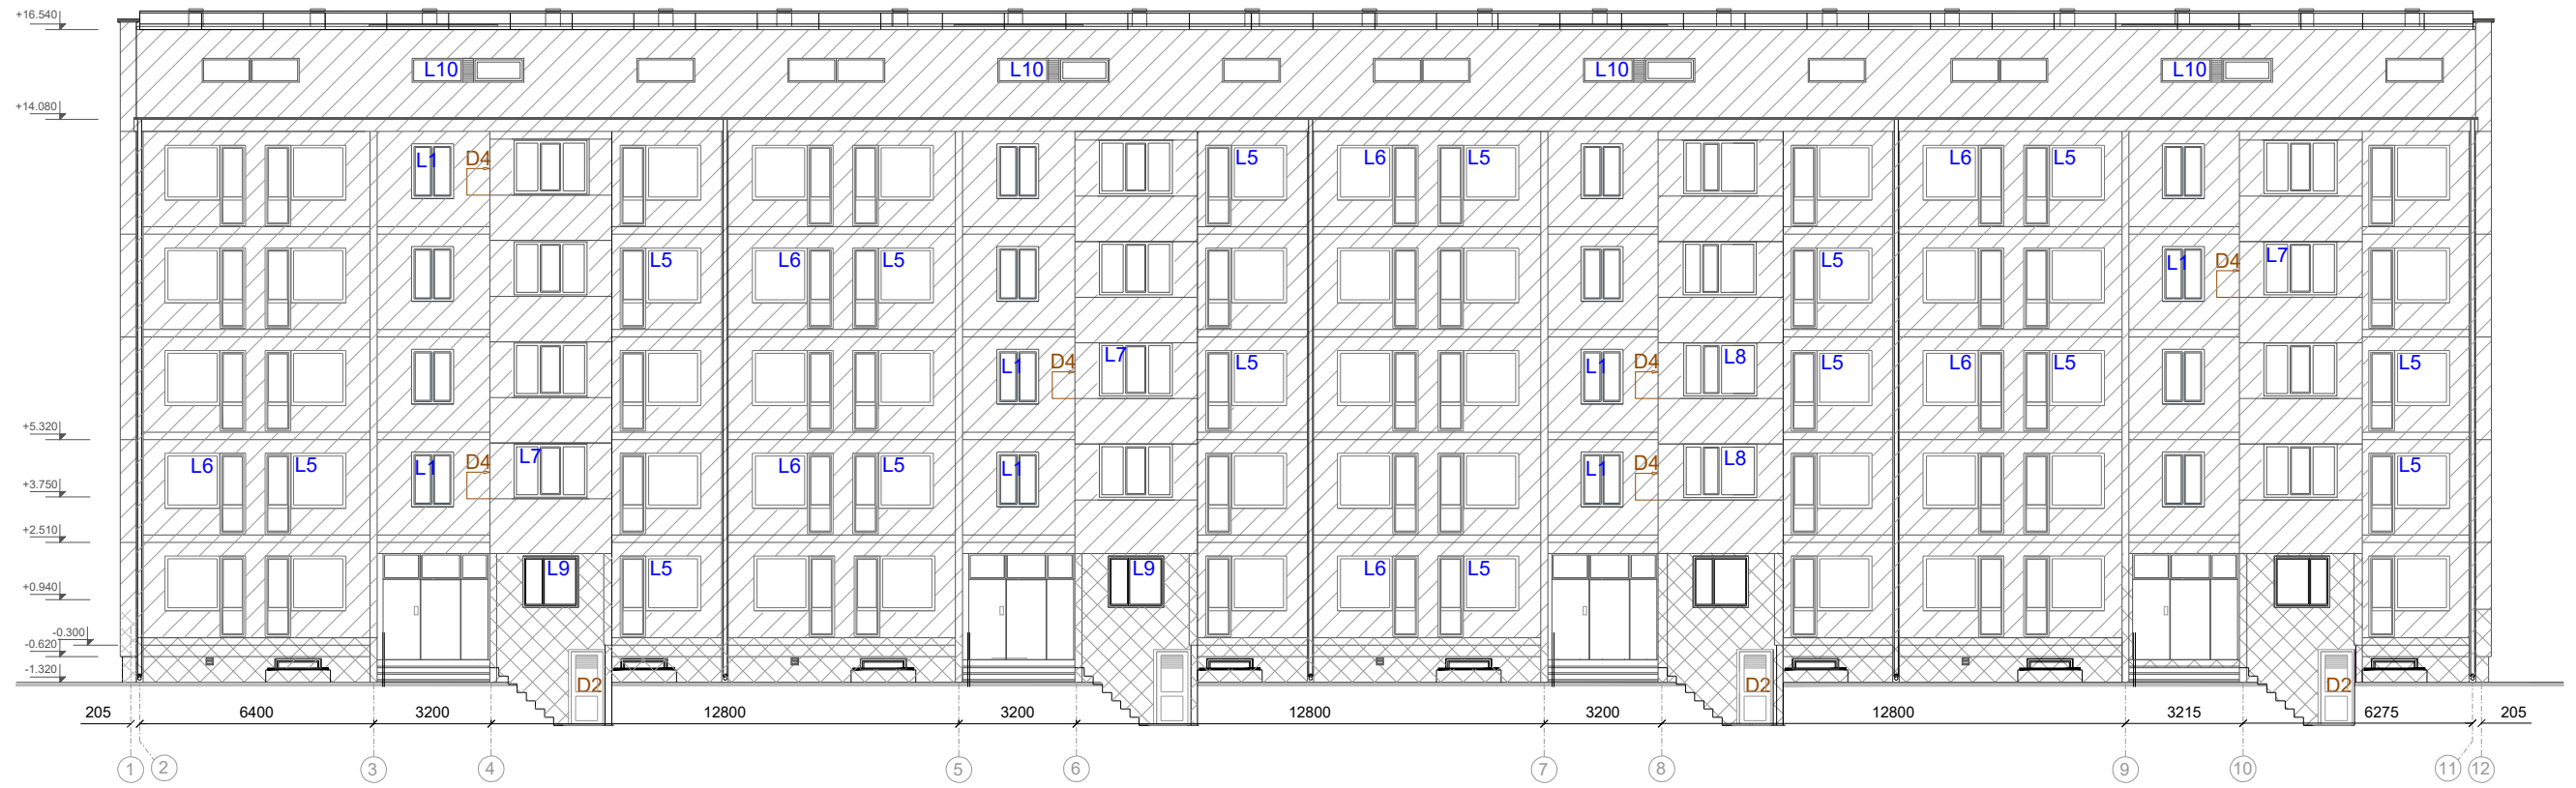 +16.540
L10 L10 L10 L10
+14.080
L1 D4 L5 L6 L5 L6 L5
L5 L6 L5 L5 L1 D4 L7
L1 D4 L7 L5 L1 D4 L8 L5 L6 L5 L5
+5.320
L6 L5 L1 D4 L7 L6 L5 L1 L1 D4 L8 L5
+3.750
+2.510
L9 L5 L9 L6 L5
+0.940
-0.300
-0.620
-1.320
D2 D2 D2
205 6400 3200 12800 3200 12800 3200 12800 3215 6275 205
1 2 3 4 5 6 7 8 9 10 11 12